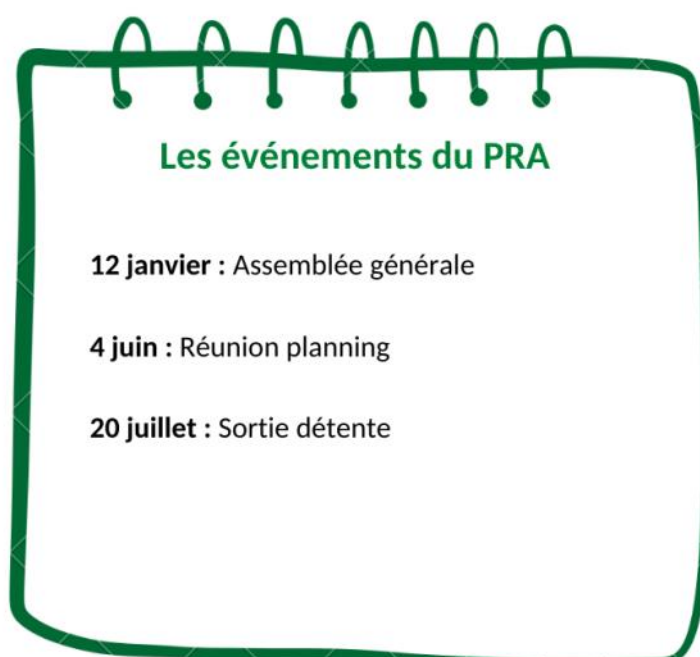 Les événements du PRA
12 janvier : Assemblée générale
4 juin : Réunion planning
20 juillet : Sortie détente